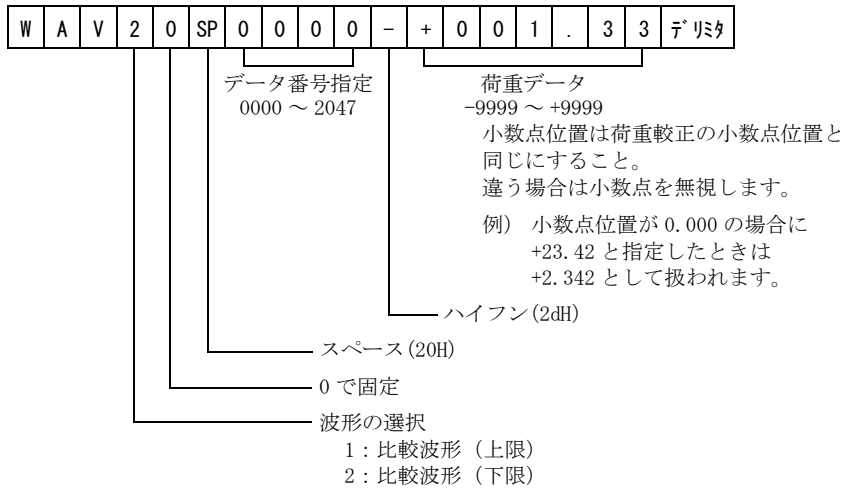 W A V 2 0 SP 0 0 0 0 - + 0 0 1 . 3 3 ﾃﾞﾘﾐﾀ
データ番号指定
0000 ～ 2047
荷重データ
-9999 ～ +9999
小数点位置は荷重較正の小数点位置と
同じにすること。
違う場合は小数点を無視します。
例） 小数点位置が 0.000 の場合に
+23.42 と指定したときは
+2.342 として扱われます。
ハイフン(2dH)
スペース(20H)
0 で固定
波形の選択
1：比較波形（上限）
2：比較波形（下限）